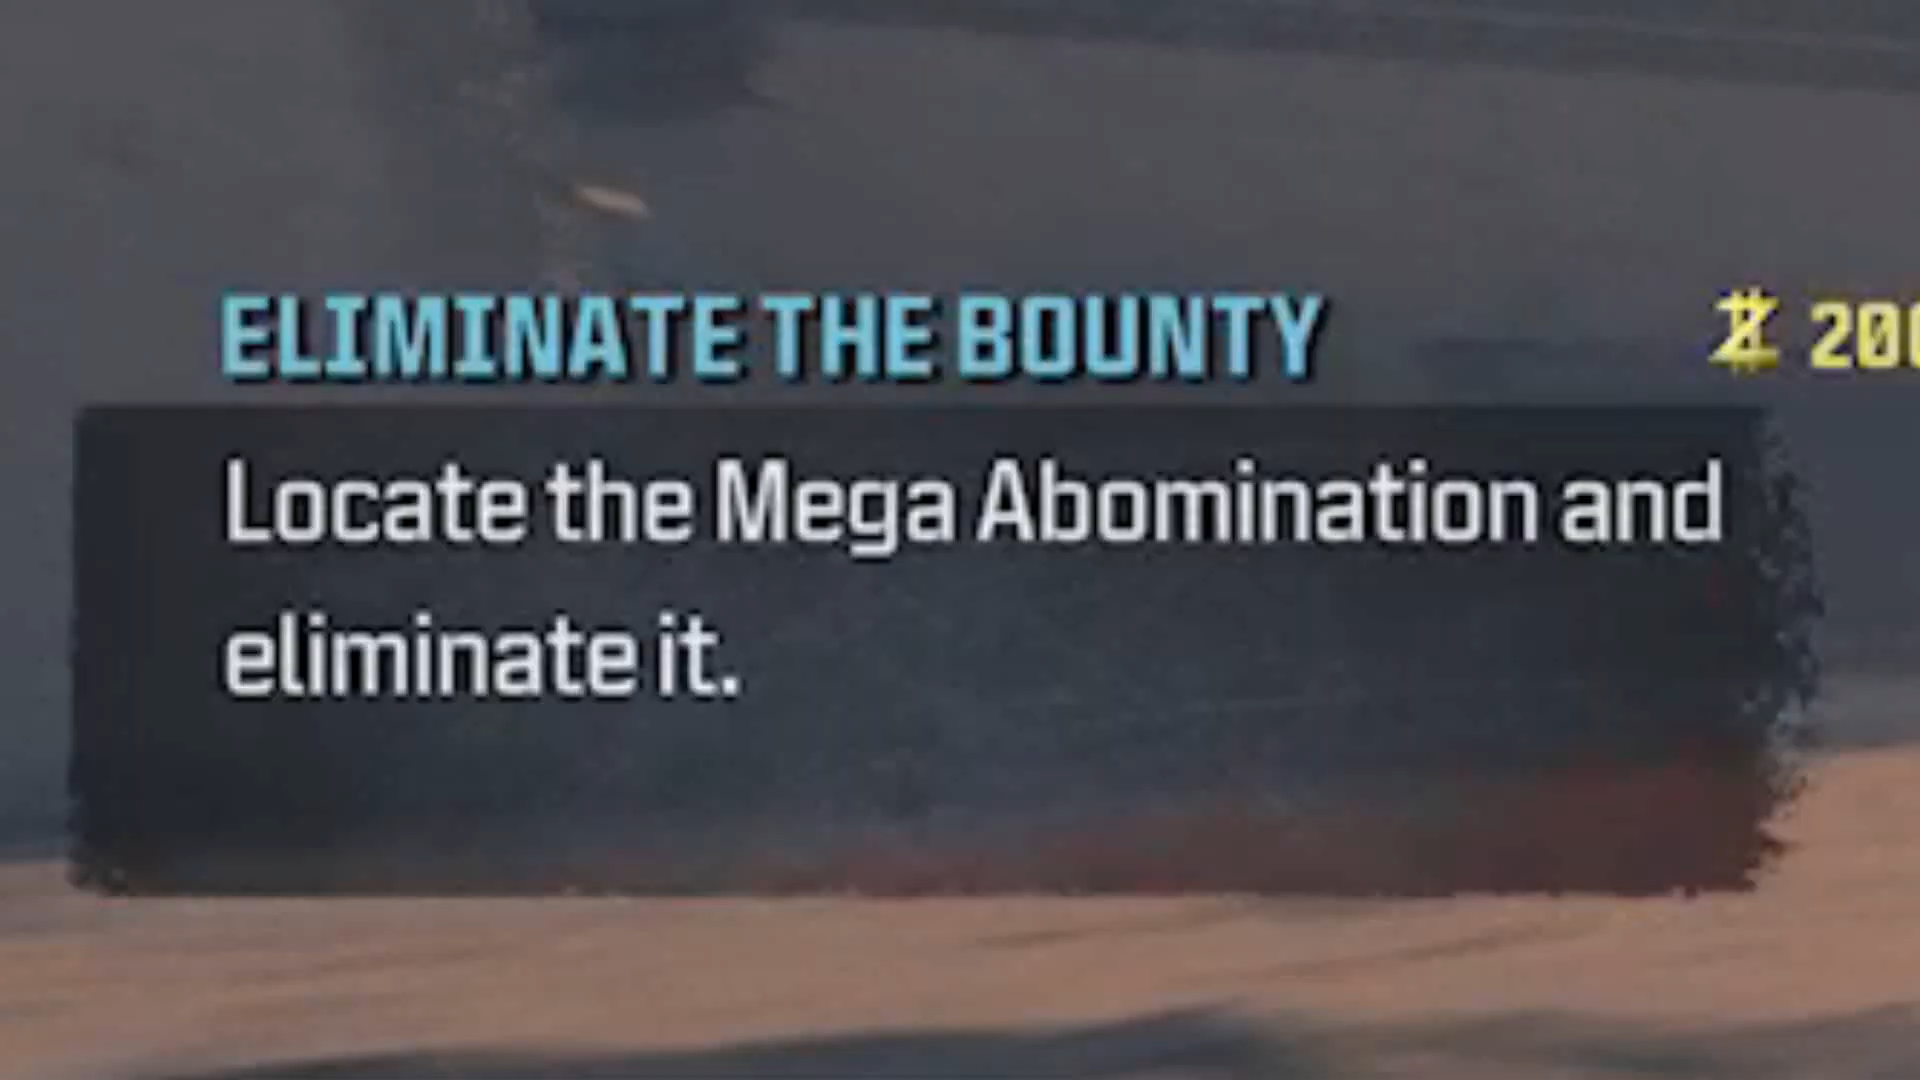 ELIMINATE THE BOUNTY
Locate the Mega Abomination and
eliminate it.